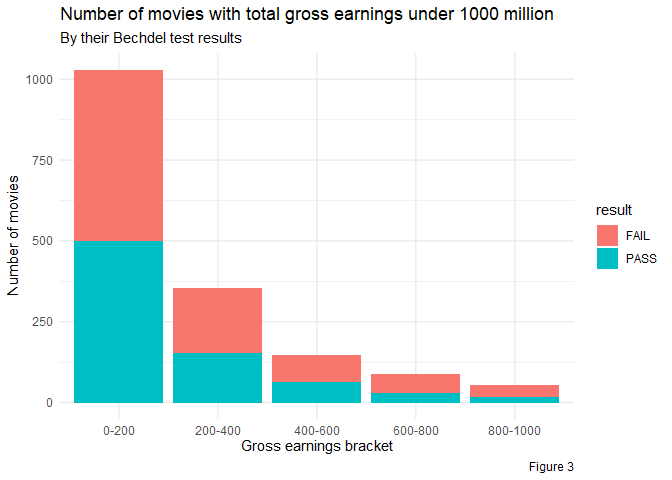 Number of movies with total gross earnings under 1000 million
By their Bechdel test results
Number of movies
1000
750
500
250
0
0-200 200-400 400-600 600-800 800-1000
Gross earnings bracket
result
FAIL
PASS
Figure 3